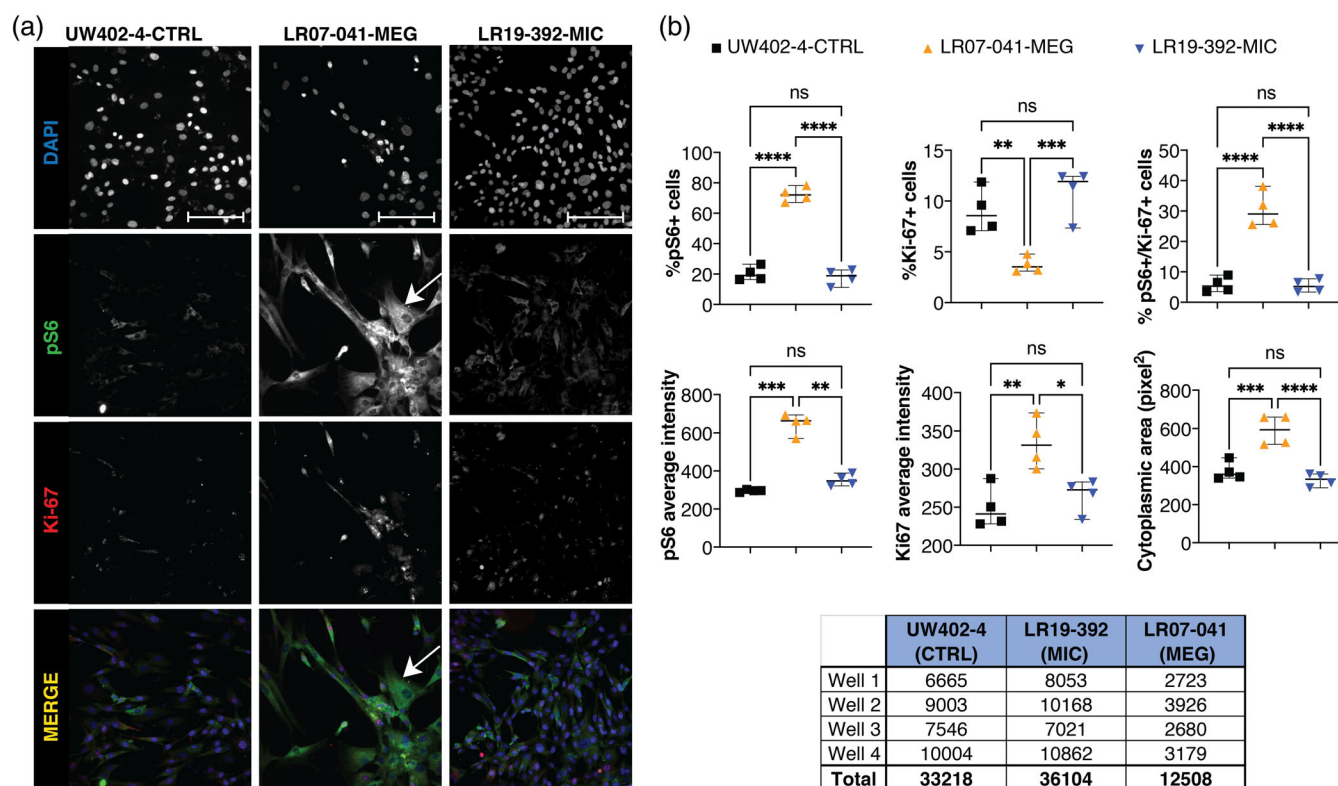 (a)
UW402-4-CTRL LR07-041-MEG LR19-392-MIC
DAPI
pS6
Ki-67
MERGE
(b)
UW402-4-CTRL LR07-041-MEG LR19-392-MIC
ns
****
****
%pS6+ cells
100
80
60
40
20
0
ns
**
***
%Ki-67+ cells
15
10
5
0
ns
****
****
% pS6+/Ki-67+ cells
50
40
30
20
10
0
ns
***
**
pS6 average intensity
800
600
400
200
0
ns
**
*
Ki67 average intensity
400
350
300
250
200
ns
***
****
Cytoplasmic area (pixel²)
800
600
400
200
0
UW402-4 (CTRL) LR19-392 (MIC) LR07-041 (MEG)
Well 1 6665 8053 2723
Well 2 9003 10168 3926
Well 3 7546 7021 2680
Well 4 10004 10862 3179
Total 33218 36104 12508